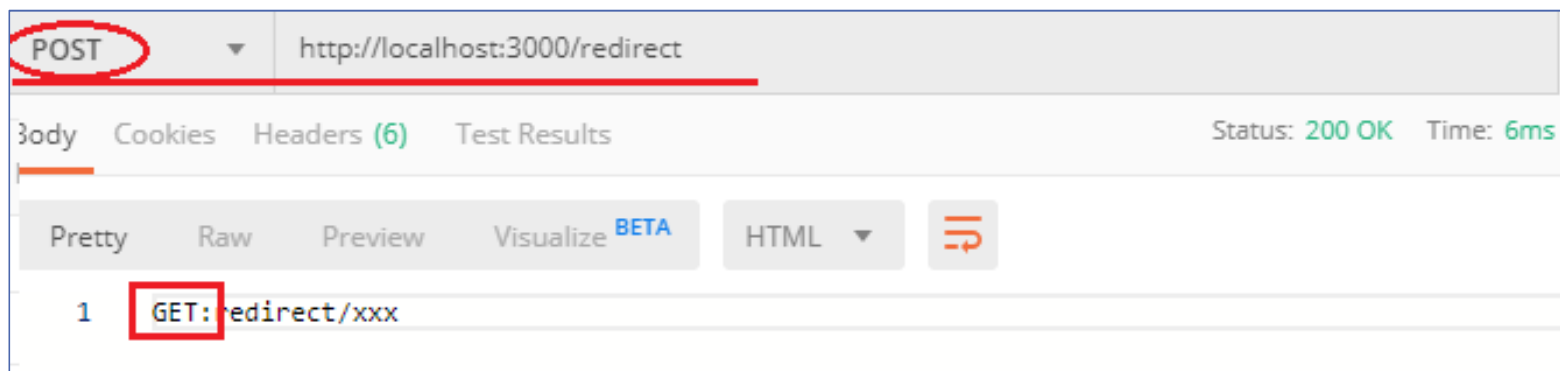 POST http://localhost:3000/redirect
Body Cookies Headers (6) Test Results Status: 200 OK Time: 6ms
Pretty Raw Preview Visualize BETA HTML
1 GET:redirect/xxx